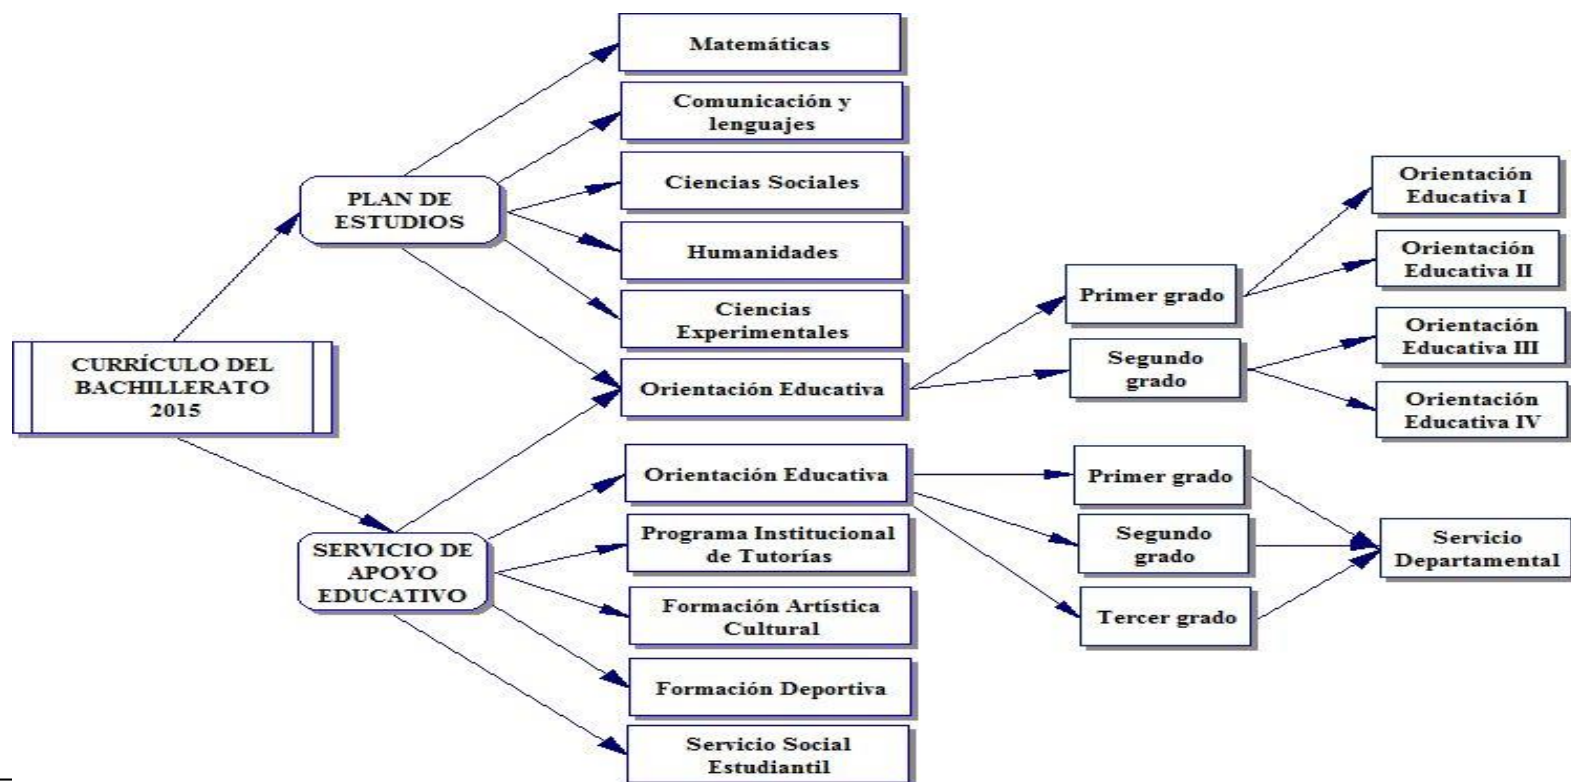 Matemáticas
Comunicación y
lenguajes
Ciencias Sociales
Humanidades
Ciencias
Experimentales
Orientación Educativa
PLAN DE
ESTUDIOS
CURRÍCULO DEL
BACHILLERATO
2015
SERVICIO DE
APOYO
EDUCATIVO
Orientación Educativa
Programa Institucional
de Tutorías
Formación Artística
Cultural
Formación Deportiva
Servicio Social
Estudiantil
Primer grado
Segundo
grado
Orientación
Educativa I
Orientación
Educativa II
Orientación
Educativa III
Orientación
Educativa IV
Primer grado
Segundo
grado
Tercer grado
Servicio
Departamental